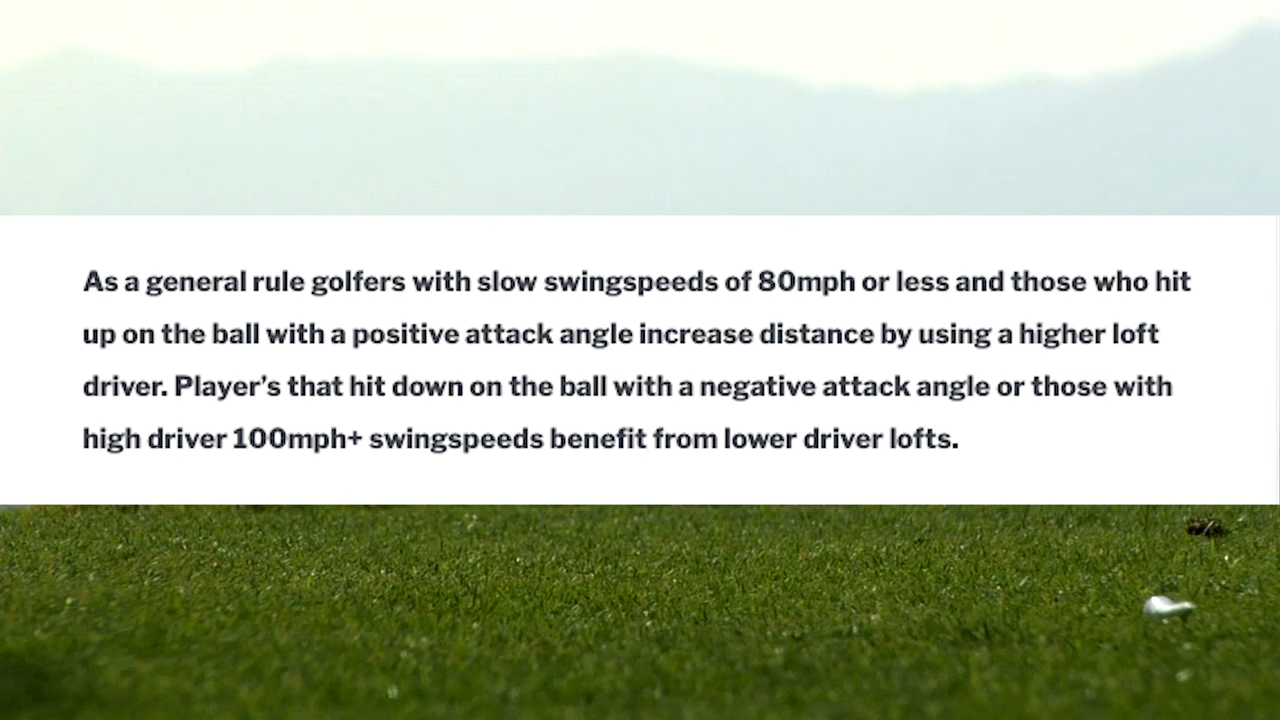 As a general rule golfers with slow swingspeeds of 80mph or less and those who hit
up on the ball with a positive attack angle increase distance by using a higher loft
driver. Player’s that hit down on the ball with a negative attack angle or those with
high driver 100mph+ swingspeeds benefit from lower driver lofts.